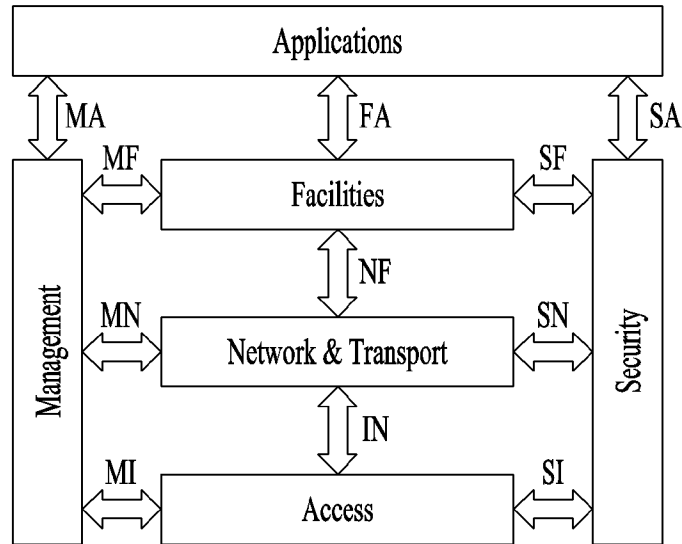 Applications
MA
FA
SA
MF
SF
Facilities
NF
Management
MN
SN
Network & Transport
Security
IN
MI
SI
Access